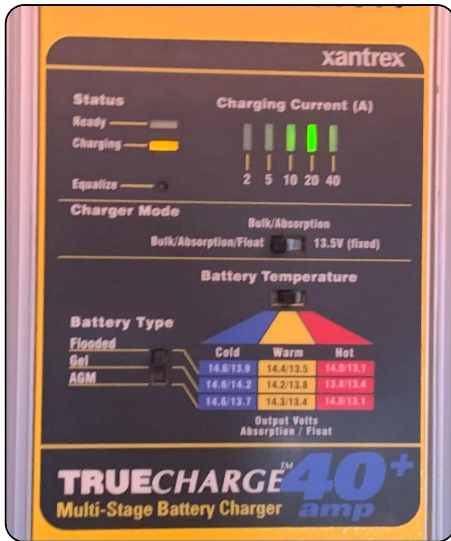 xantrex
Status
Charging Current (A)
Ready
Charging
Equalize
2 5 10 20 40
Charger Mode
Bulk/Absorption
Bulk/Absorption/Float
13.5V (fixed)
Battery Temperature
Battery Type
Flooded
Gel
AGM
Cold Warm Hot
14.8/13.8 14.4/13.5 14.0/13.1
14.6/14.2 14.2/13.8 13.8/13.4
14.6/13.7 14.3/13.4 14.0/13.1
Output Volts
Absorption / Float
TRUECHARGE™ 40+
amp
Multi-Stage Battery Charger